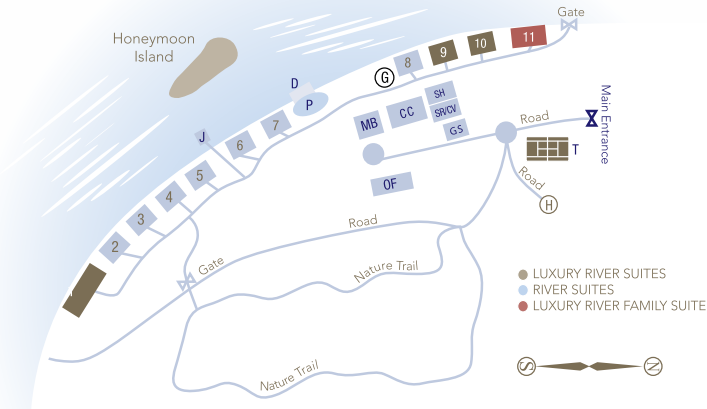 Gate
Honeymoon
Island
11
10
9
8
G
D
P
SH
SR/CV
GS
CC
MB
Road
Main Entrance
T
J
7
6
5
4
3
2
OF
Road
H
Road
Gate
Nature Trail
Nature Trail
LUXURY RIVER SUITES
RIVER SUITES
LUXURY RIVER FAMILY SUITE
S
N